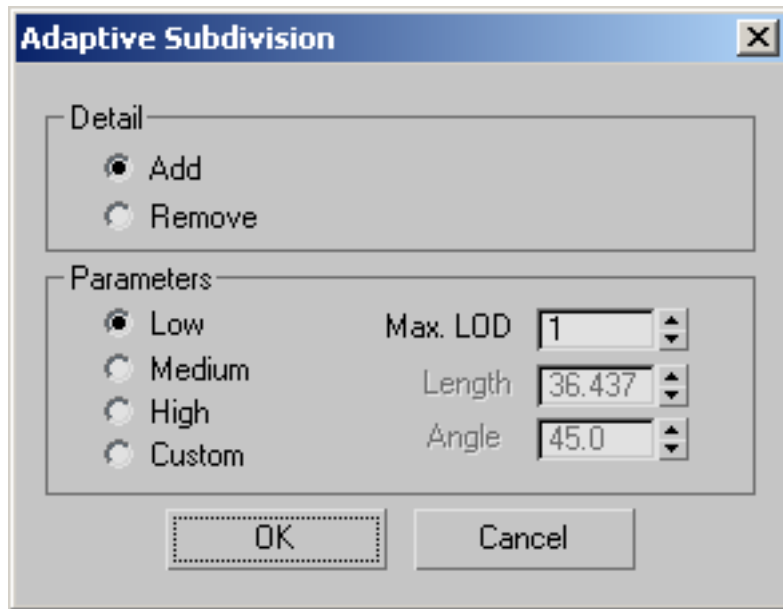 Adaptive Subdivision
Detail
Add
Remove
Parameters
Low Max. LOD 1
Medium Length 36.437
High Angle 45.0
Custom
OK Cancel